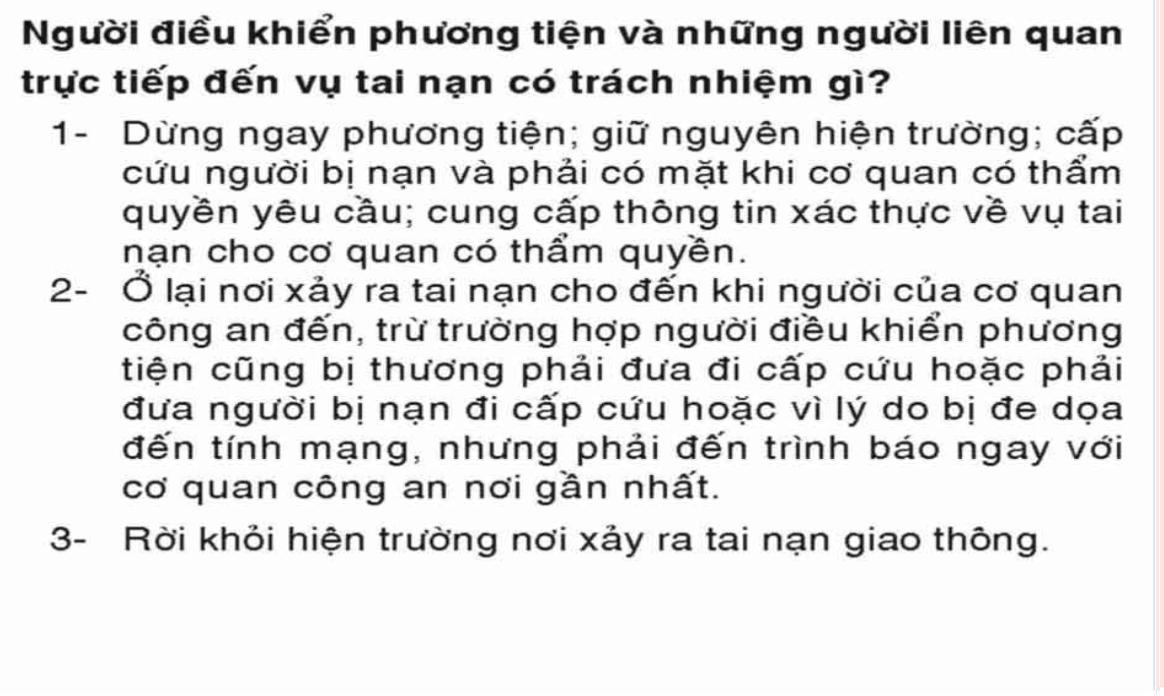 Người điều khiển phương tiện và những người liên quan
trực tiếp đến vụ tai nạn có trách nhiệm gì?
1- Dừng ngay phương tiện; giữ nguyên hiện trường; cấp
cứu người bị nạn và phải có mặt khi cơ quan có thẩm
quyền yêu cầu; cung cấp thông tin xác thực về vụ tai
nạn cho cơ quan có thẩm quyền.
2- Ở lại nơi xảy ra tai nạn cho đến khi người của cơ quan
công an đến, trừ trường hợp người điều khiển phương
tiện cũng bị thương phải đưa đi cấp cứu hoặc phải
đưa người bị nạn đi cấp cứu hoặc vì lý do bị đe dọa
đến tính mạng, nhưng phải đến trình báo ngay với
cơ quan công an nơi gần nhất.
3- Rời khỏi hiện trường nơi xảy ra tai nạn giao thông.